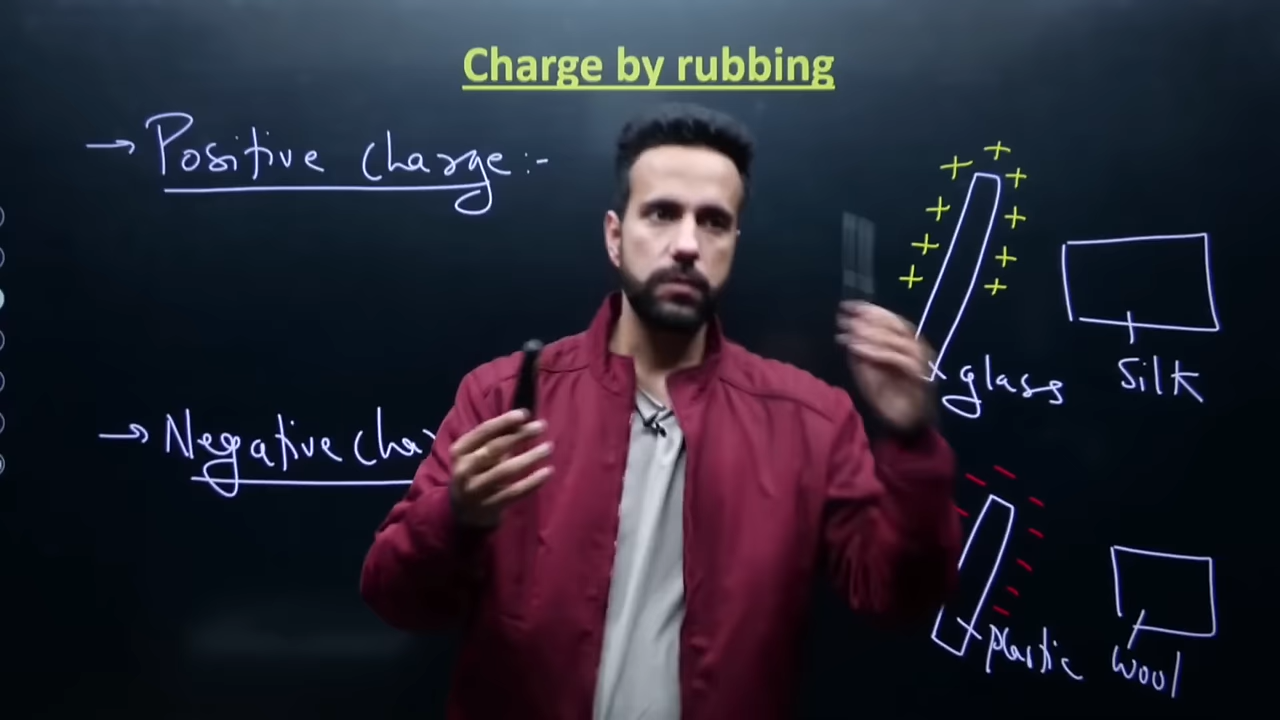 Charge by rubbing
→ Positive charge:-
+ + + + + + + + + +
glass
silk
→ Negative cha
- - - - - - - -
plastic
wool